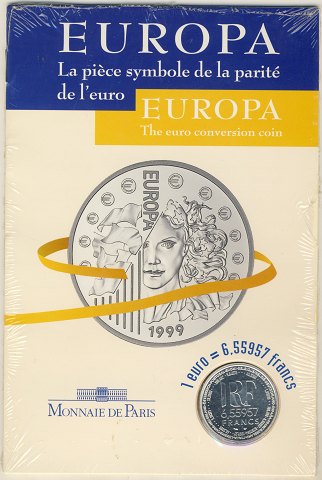 EUROPA
La pièce symbole de la parité
de l'euro
EUROPA
The euro conversion coin
EUROPA
1999
1 euro = 6,55957 francs
MONNAIE DE PARIS
RF
6,55957
FRANCS